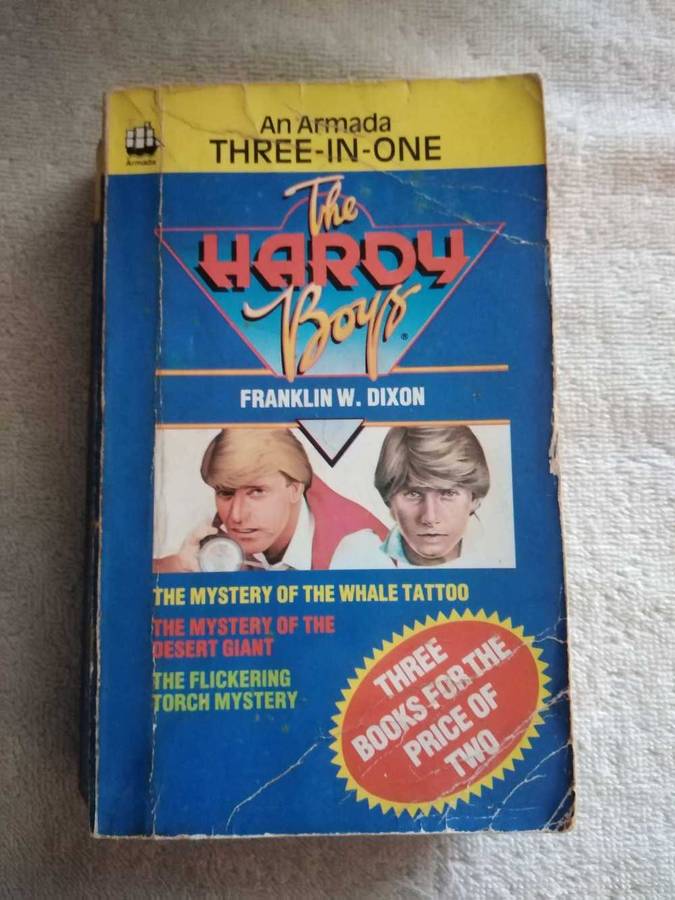 An Armada
THREE-IN-ONE
Armada
The
HARDY
Boys®
FRANKLIN W. DIXON
THE MYSTERY OF THE WHALE TATTOO
THE MYSTERY OF THE
DESERT GIANT
THE FLICKERING
TORCH MYSTERY
THREE
BOOKS FOR THE
PRICE OF
TWO